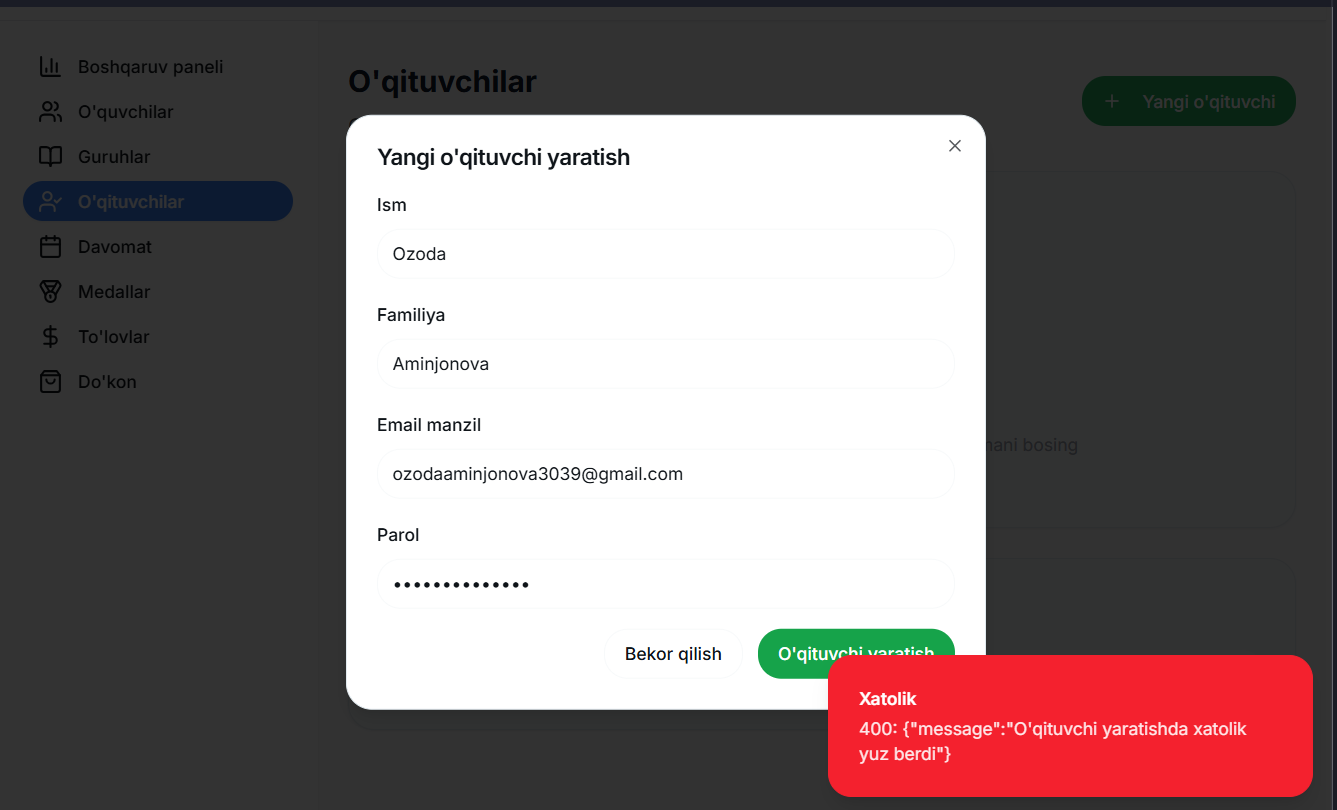 Boshqaruv paneli
O'quvchilar
Guruhlar
O'qituvchilar
Davomat
Medallar
To'lovlar
Do'kon
O'qituvchilar
Yangi o'qituvchi
Yangi o'qituvchi yaratish
Ism
Ozoda
Familiya
Aminjonova
Email manzil
ozodaaminjonova3039@gmail.com
Parol
••••••••••••••
bosing
Bekor qilish
O'qituvchi yaratish
Xatolik
400: {"message":"O'qituvchi yaratishda xatolik
yuz berdi"}